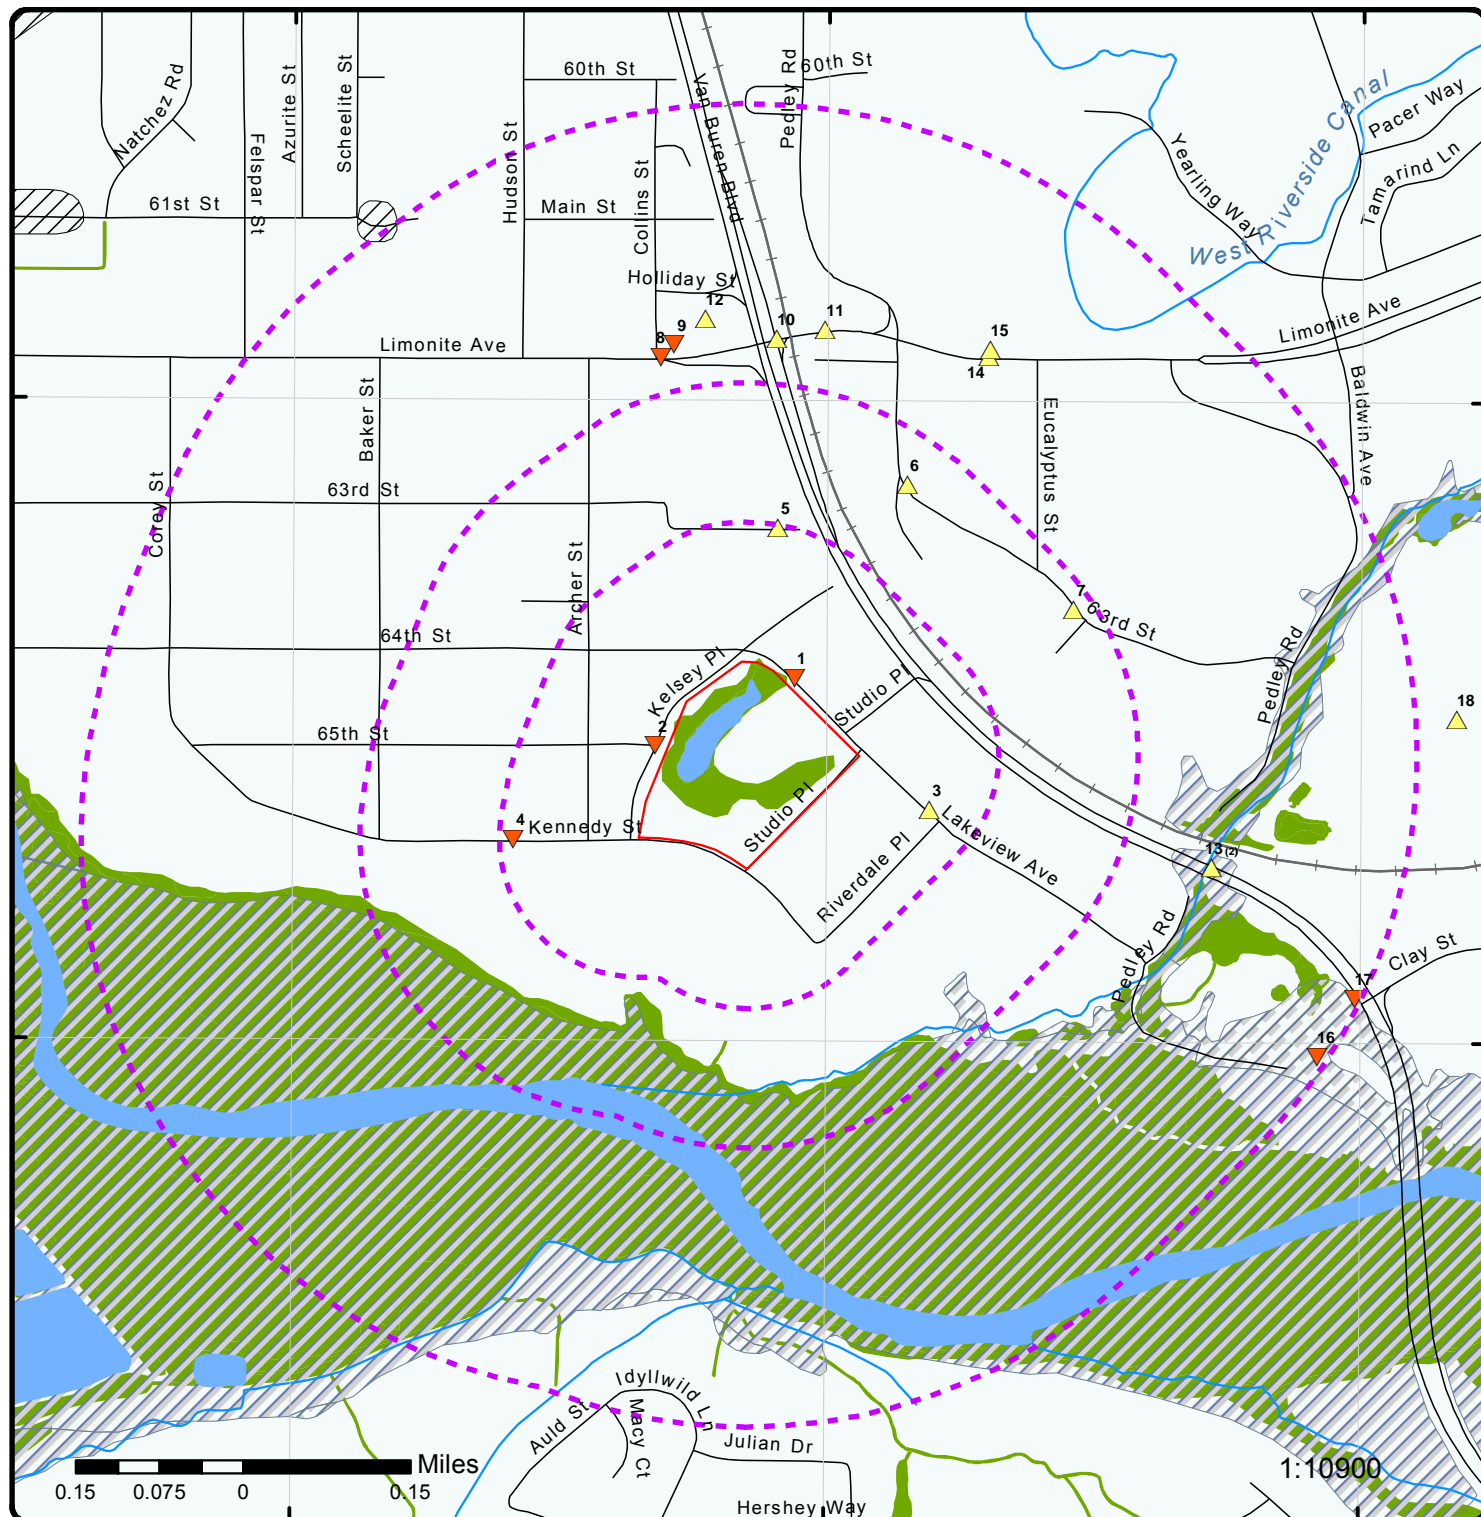 60th St
60th St
Natchez Rd
Felspar St
Azurite St
Scheelite St
Hudson St
Collins St
Van Buren Blvd
Pedley Rd
Yearling Way
West Riverside Canal
Pacer Way
Tamarind Ln
61st St
Main St
Holliday St
12
9
8
10
11
15
14
Limonite Ave
Limonite Ave
Baker St
Corey St
63rd St
Archer St
5
6
Eucalyptus St
Baldwin Ave
7
63rd St
64th St
Kelsey Pl
1
Studio Pl
Pedley Rd
18
65th St
2
3
Lakeview Ave
Studio Pl
4
Kennedy St
Riverdale Pl
13 (2)
Pedley Rd
Clay St
17
16
Idyllwild Ln
Auld St
Macy Ct
Julian Dr
Hershey Way
Miles
0.15 0.075 0 0.15
1:10900